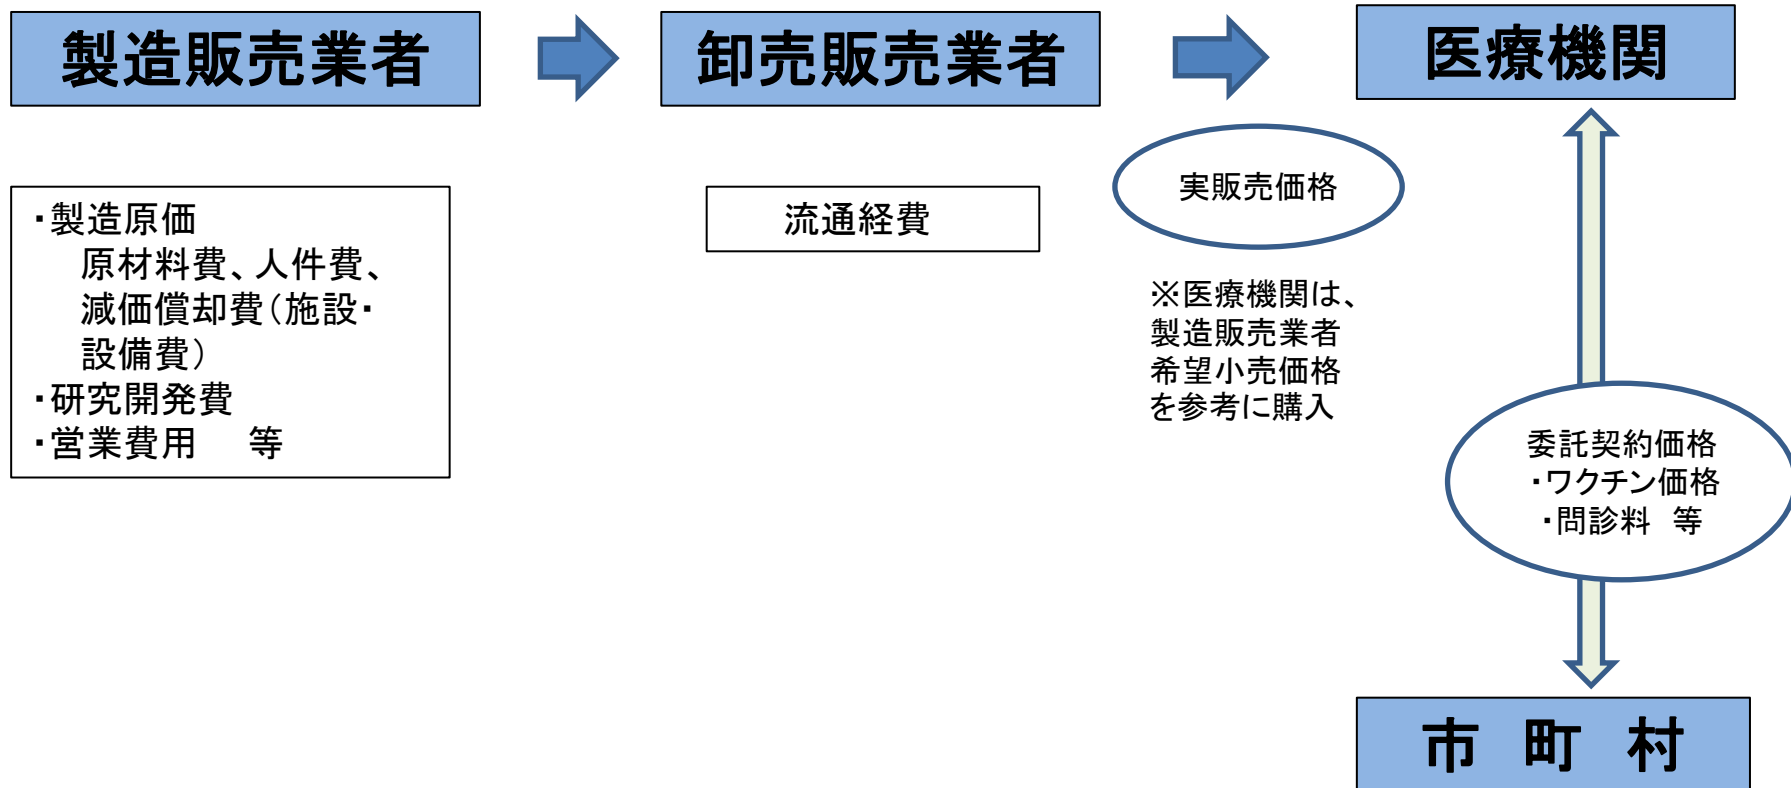 製造販売業者
卸売販売業者
医療機関
・製造原価
原材料費、人件費、
減価償却費(施設・
設備費)
・研究開発費
・営業費用　等
流通経費
実販売価格
※医療機関は、
製造販売業者
希望小売価格
を参考に購入
委託契約価格
・ワクチン価格
・問診料　等
市　町　村